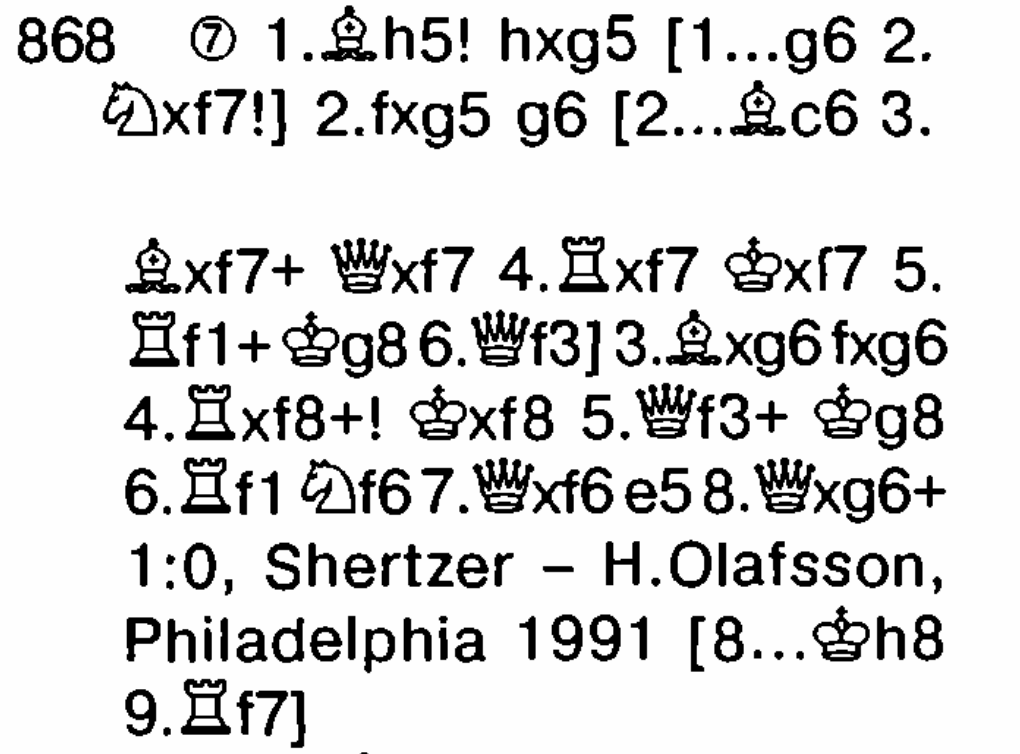 868 ⑦ 1.♗h5! hxg5 [1...g6 2.
♘xf7!] 2.fxg5 g6 [2...♗c6 3.
♗xf7+ ♕xf7 4.♖xf7 ♔xf7 5.
♖f1+ ♔g8 6.♕f3] 3.♗xg6 fxg6
4.♖xf8+! ♔xf8 5.♕f3+ ♔g8
6.♖f1 ♘f6 7.♕xf6 e5 8.♕xg6+
1:0, Shertzer – H.Olafsson,
Philadelphia 1991 [8...♔h8
9.♖f7]